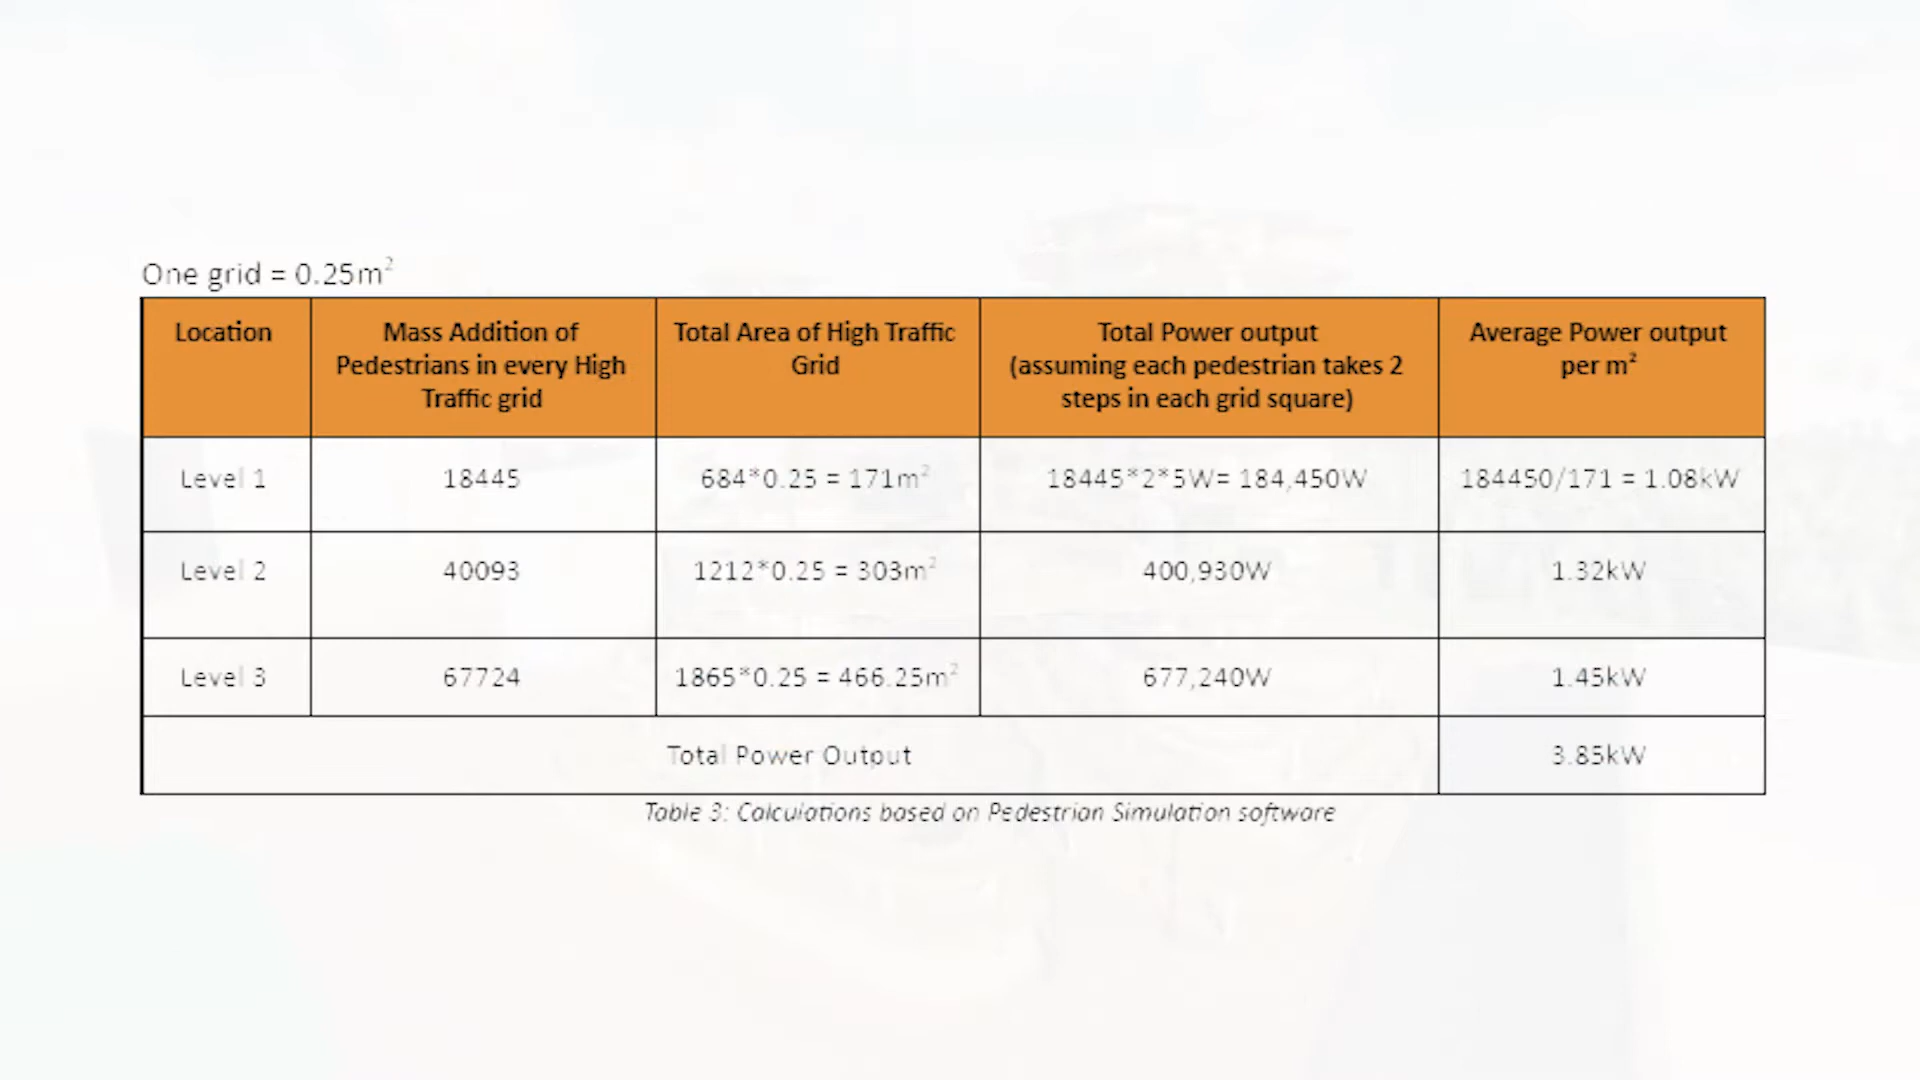 One grid = 0.25m²
Location
Mass Addition of
Pedestrians in every High
Traffic grid
Total Area of High Traffic
Grid
Total Power output
(assuming each pedestrian takes 2
steps in each grid square)
Average Power output
per m²
Level 1
18445
684*0.25 = 171m²
18445*2*5W= 184,450W
184450/171 = 1.08kW
Level 2
40093
1212*0.25 = 303m²
400,930W
1.32kW
Level 3
67724
1865*0.25 = 466.25m²
677,240W
1.45kW
Total Power Output
3.85kW
Table 3: Calculations based on Pedestrian Simulation software